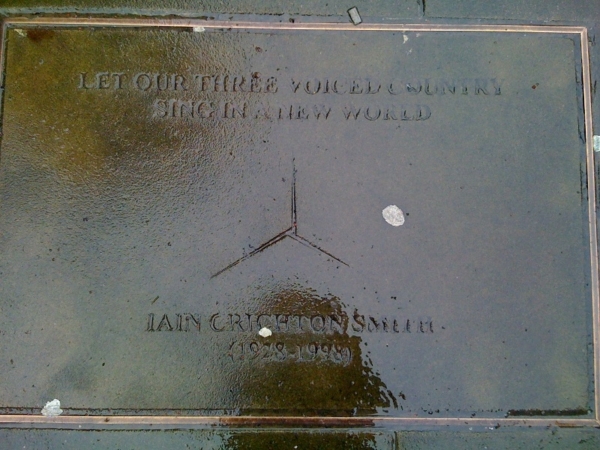 LET OUR THREE VOICED COUNTRY
SING IN A NEW WORLD
IAIN CRICHTON SMITH
(1928-1998)